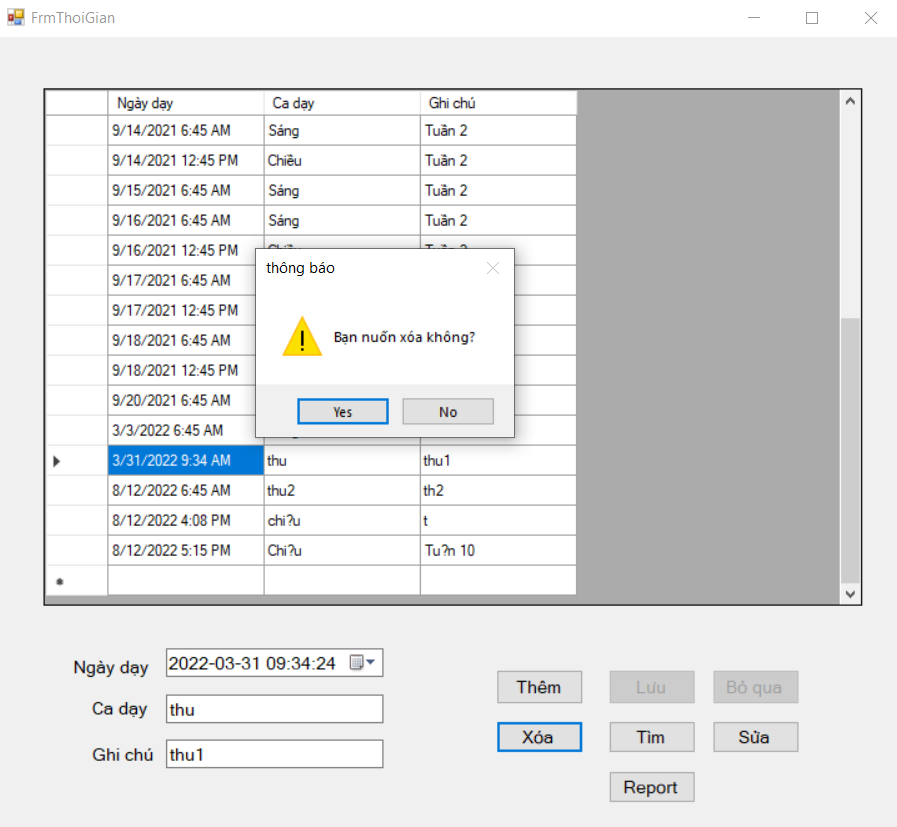 FrmThoiGian
Ngày dạy Ca dạy Ghi chú
9/14/2021 6:45 AM Sáng Tuần 2
9/14/2021 12:45 PM Chiều Tuần 2
9/15/2021 6:45 AM Sáng Tuần 2
9/16/2021 6:45 AM Sáng Tuần 2
9/16/2021 12:45 PM
9/17/2021 6:45 AM
9/17/2021 12:45 PM
9/18/2021 6:45 AM
9/18/2021 12:45 PM
9/20/2021 6:45 AM
3/3/2022 6:45 AM
thông báo
Bạn nuốn xóa không?
Yes No
3/31/2022 9:34 AM thu thu1
8/12/2022 6:45 AM thu2 th2
8/12/2022 4:08 PM chi?u t
8/12/2022 5:15 PM Chi?u Tu?n 10
Ngày dạy 2022-03-31 09:34:24
Ca dạy thu
Ghi chú thu1
Thêm Lưu Bỏ qua
Xóa Tìm Sửa
Report